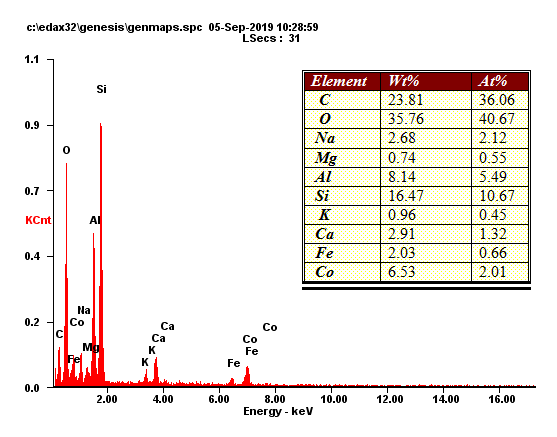 c:\edax32\genesis\genmaps.spc 05-Sep-2019 10:28:59
LSecs : 31
1.1
0.9
0.7
KCnt
0.4
0.2
0.0
C
O
Fe
Co
Na
Mg
Al
Si
K
K
Ca
Ca
Fe
Co
Fe
Co
2.00
4.00
6.00
8.00
10.00
12.00
14.00
16.00
Energy - keV
Element Wt% At%
C 23.81 36.06
O 35.76 40.67
Na 2.68 2.12
Mg 0.74 0.55
Al 8.14 5.49
Si 16.47 10.67
K 0.96 0.45
Ca 2.91 1.32
Fe 2.03 0.66
Co 6.53 2.01